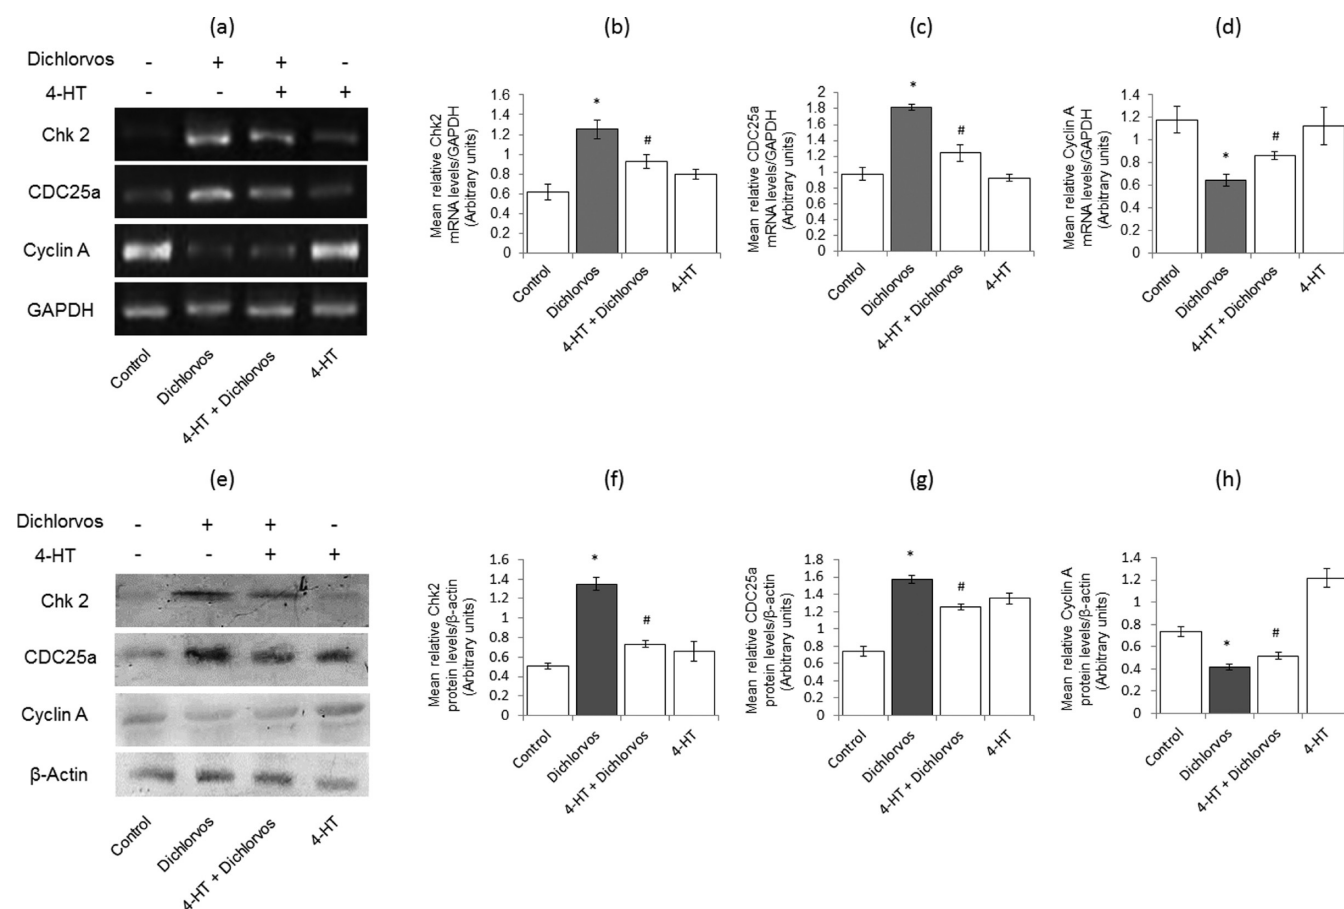 (a)
Dichlorvos - + + -
4-HT - - + +
Chk 2
CDC25a
Cyclin A
GAPDH
Control
Dichlorvos
4-HT + Dichlorvos
4-HT
(b)
Mean relative Chk2
mRNA levels/GAPDH
(Arbitrary units)
1.6
1.4
1.2
1
0.8
0.6
0.4
0.2
0
*
#
Control
Dichlorvos
4-HT + Dichlorvos
4-HT
(c)
Mean relative CDC25a
mRNA levels/GAPDH
(Arbitrary units)
2
1.8
1.6
1.4
1.2
1
0.8
0.6
0.4
0.2
0
*
#
Control
Dichlorvos
4-HT + Dichlorvos
4-HT
(d)
Mean relative Cyclin A
mRNA levels/GAPDH
(Arbitrary units)
1.4
1.2
1
0.8
0.6
0.4
0.2
0
*
#
Control
Dichlorvos
4-HT + Dichlorvos
4-HT
(e)
Dichlorvos - + + -
4-HT - - + +
Chk 2
CDC25a
Cyclin A
β-Actin
Control
Dichlorvos
4-HT + Dichlorvos
4-HT
(f)
Mean relative Chk2
protein levels/β-actin
(Arbitrary units)
1.6
1.4
1.2
1
0.8
0.6
0.4
0.2
0
*
#
Control
Dichlorvos
4-HT + Dichlorvos
4-HT
(g)
Mean relative CDC25a
protein levels/β-actin
(Arbitrary units)
1.8
1.6
1.4
1.2
1
0.8
0.6
0.4
0.2
0
*
#
Control
Dichlorvos
4-HT + Dichlorvos
4-HT
(h)
Mean relative Cyclin A
protein levels/β-actin
(Arbitrary units)
1.4
1.2
1
0.8
0.6
0.4
0.2
0
*
#
Control
Dichlorvos
4-HT + Dichlorvos
4-HT